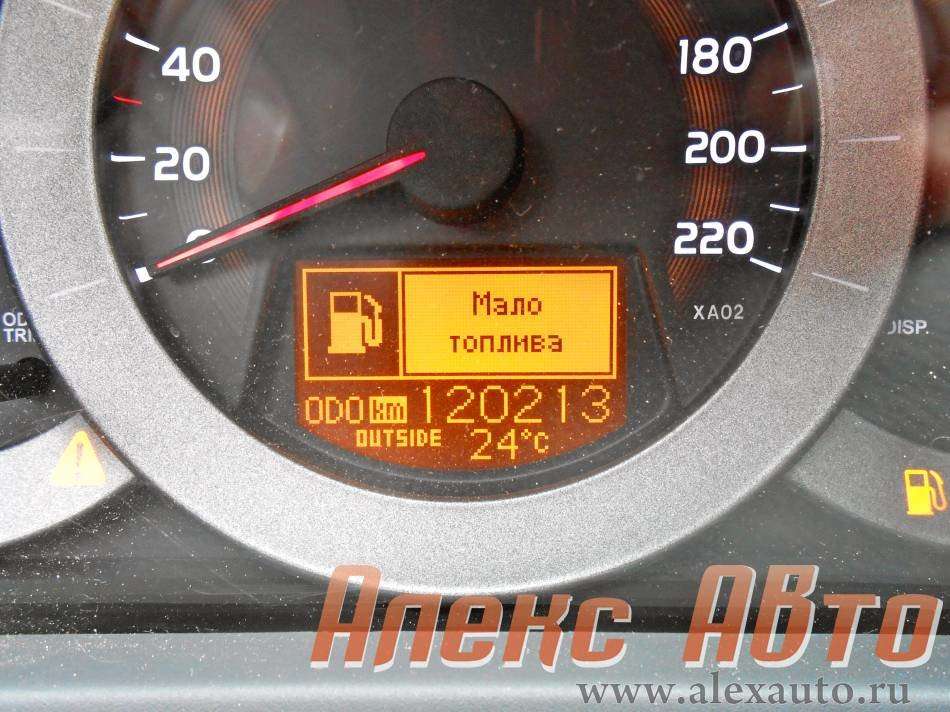 40
180
20
200
0
220
Мало
топлива
XA02
DISP.
ODO km 120213
OUTSIDE 24°C
Алекс Авто
www.alexauto.ru